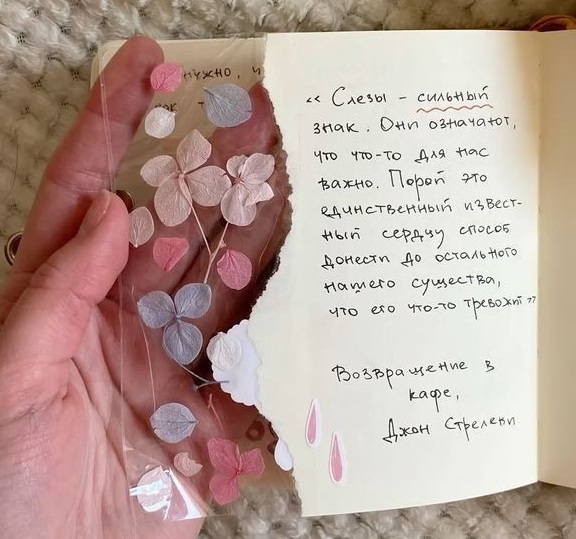 нужно, ч
« Слезы – сильный
знак. Они означают,
что что-то для нас
важно. Порой это
единственный извест-
ный сердцу способ
донести до остального
нашего существа,
что его что-то тревожит »
Возвращение в
кафе,
Джон Стрелеки